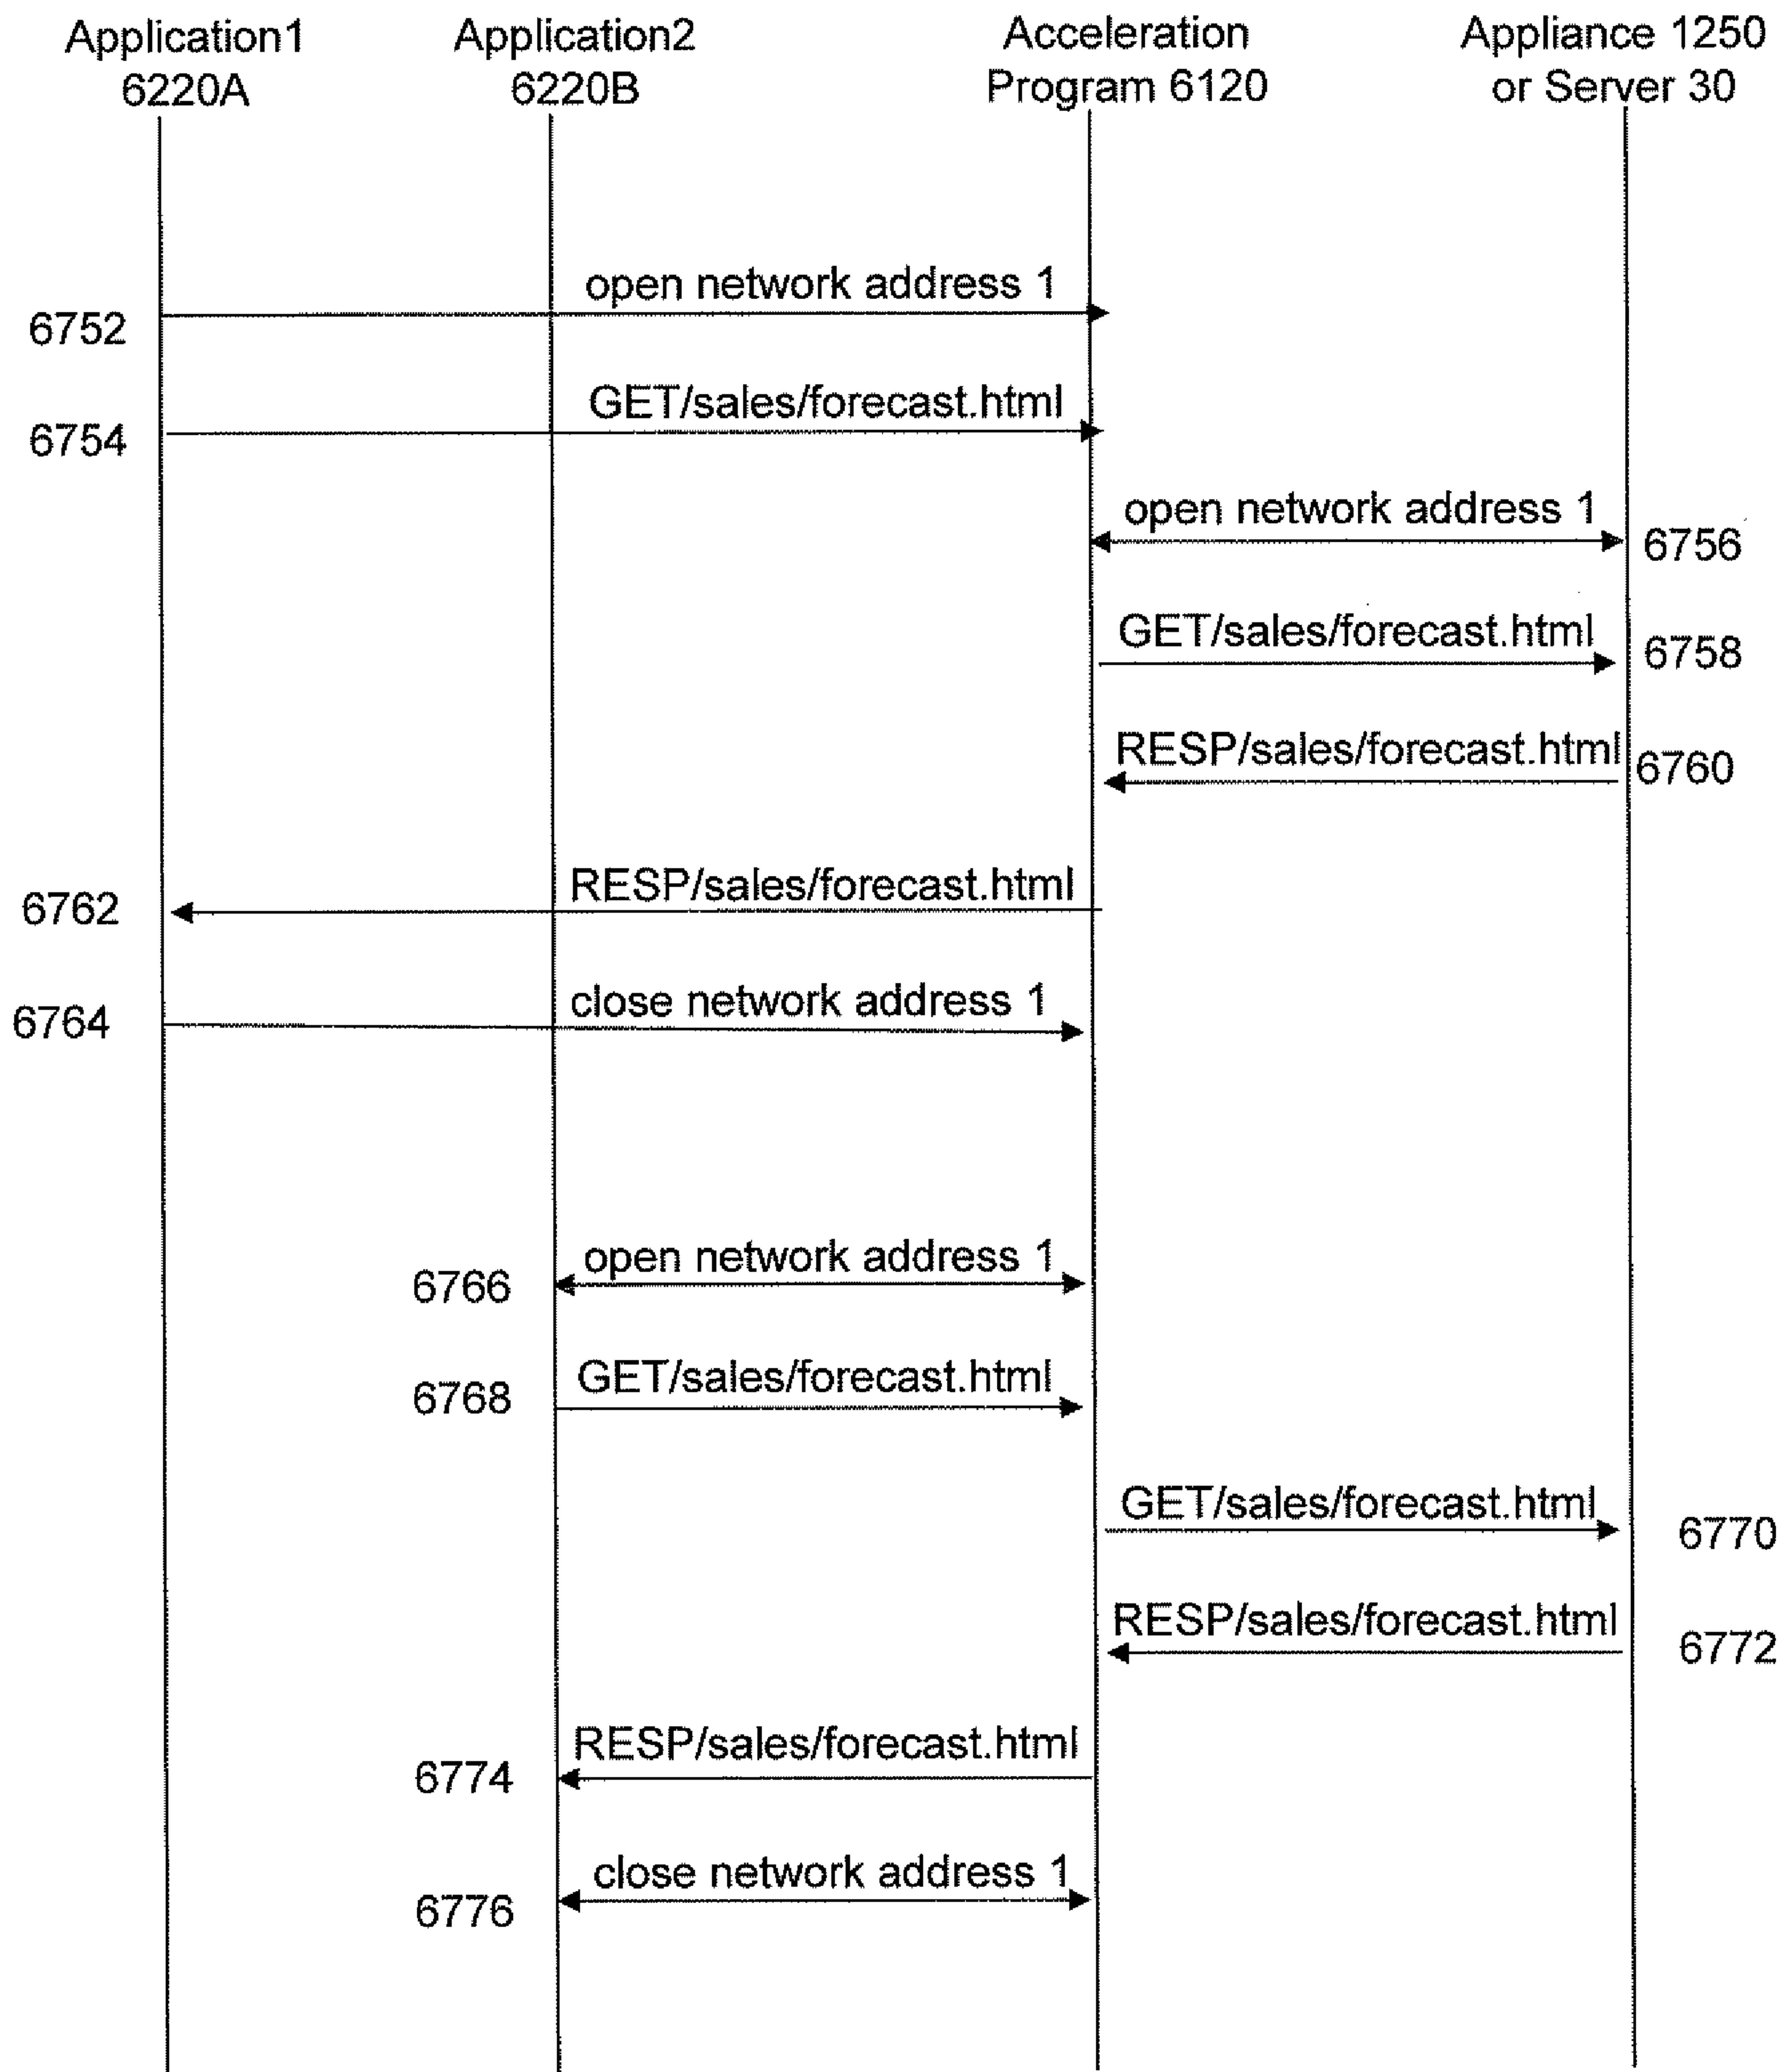 Application1
6220A
Application2
6220B
Acceleration
Program 6120
Appliance 1250
or Server 30
open network address 1
6752
GET/sales/forecast.html
6754
open network address 1
6756
GET/sales/forecast.html
6758
RESP/sales/forecast.html
6760
RESP/sales/forecast.html
6762
close network address 1
6764
open network address 1
6766
GET/sales/forecast.html
6768
GET/sales/forecast.html
6770
RESP/sales/forecast.html
6772
RESP/sales/forecast.html
6774
close network address 1
6776